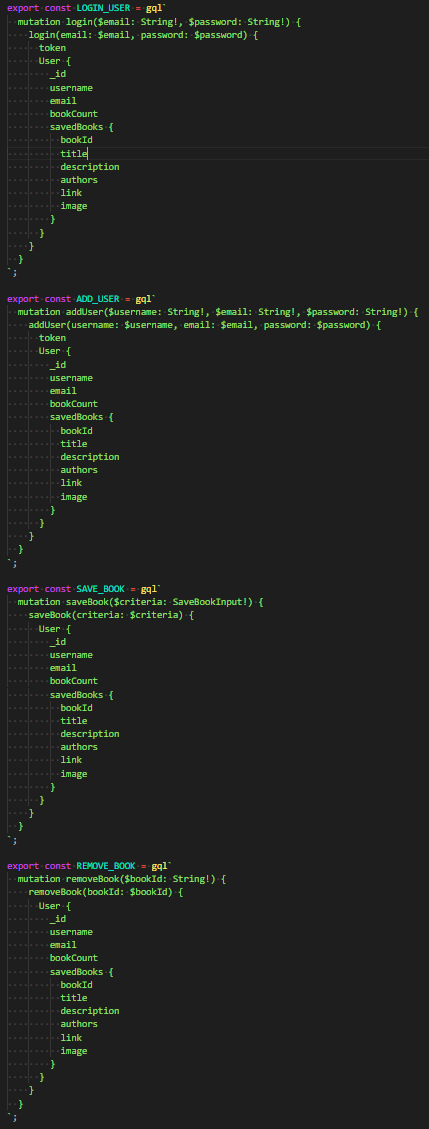 export const LOGIN_USER = gql`
  mutation login($email: String!, $password: String!) {
    login(email: $email, password: $password) {
      token
      User {
        _id
        username
        email
        bookCount
        savedBooks {
          bookId
          title
          description
          authors
          link
          image
        }
      }
    }
  }
`;

export const ADD_USER = gql`
  mutation addUser($username: String!, $email: String!, $password: String!) {
    addUser(username: $username, email: $email, password: $password) {
      token
      User {
        _id
        username
        email
        bookCount
        savedBooks {
          bookId
          title
          description
          authors
          link
          image
        }
      }
    }
  }
`;

export const SAVE_BOOK = gql`
  mutation saveBook($criteria: SaveBookInput!) {
    saveBook(criteria: $criteria) {
      User {
        _id
        username
        email
        bookCount
        savedBooks {
          bookId
          title
          description
          authors
          link
          image
        }
      }
    }
  }
`;

export const REMOVE_BOOK = gql`
  mutation removeBook($bookId: String!) {
    removeBook(bookId: $bookId) {
      User {
        _id
        username
        email
        bookCount
        savedBooks {
          bookId
          title
          description
          authors
          link
          image
        }
      }
    }
  }
`;